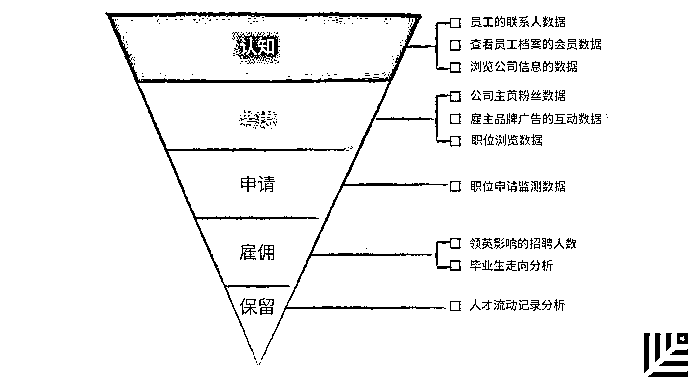 认知
员工的联系人数据
查看员工档案的会员数据
浏览公司信息的数据
公司主页粉丝数据
雇主品牌广告的互动数据
职位浏览数据
申请
职位申请监测数据
雇佣
领英影响的招聘人数
毕业生走向分析
保留
人才流动记录分析